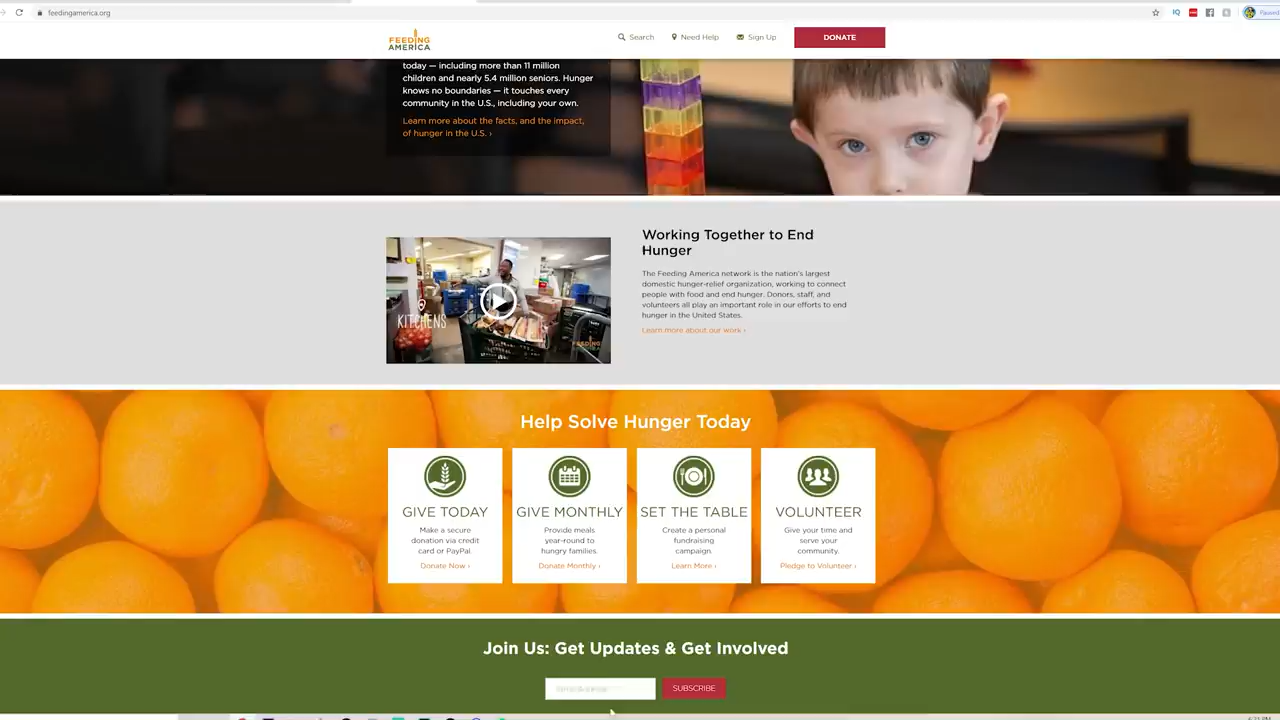 feedingamerica.org
Paused
FEEDING
AMERICA
Search
Need Help
Sign Up
DONATE
today — including more than 11 million
children and nearly 5.4 million seniors. Hunger
knows no boundaries — it touches every
community in the U.S., including your own.
Learn more about the facts, and the impact,
of hunger in the U.S. ›
KITCHENS
FEEDING
AMERICA
Working Together to End
Hunger
The Feeding America network is the nation's largest
domestic hunger-relief organization, working to connect
people with food and end hunger. Donors, staff, and
volunteers all play an important role in our efforts to end
hunger in the United States.
Learn more about our work ›
Help Solve Hunger Today
GIVE TODAY
Make a secure
donation via credit
card or PayPal.
Donate Now ›
GIVE MONTHLY
Provide meals
year-round to
hungry families.
Donate Monthly ›
SET THE TABLE
Create a personal
fundraising
campaign.
Learn More ›
VOLUNTEER
Give your time and
serve your
community.
Pledge to Volunteer ›
Join Us: Get Updates & Get Involved
SUBSCRIBE